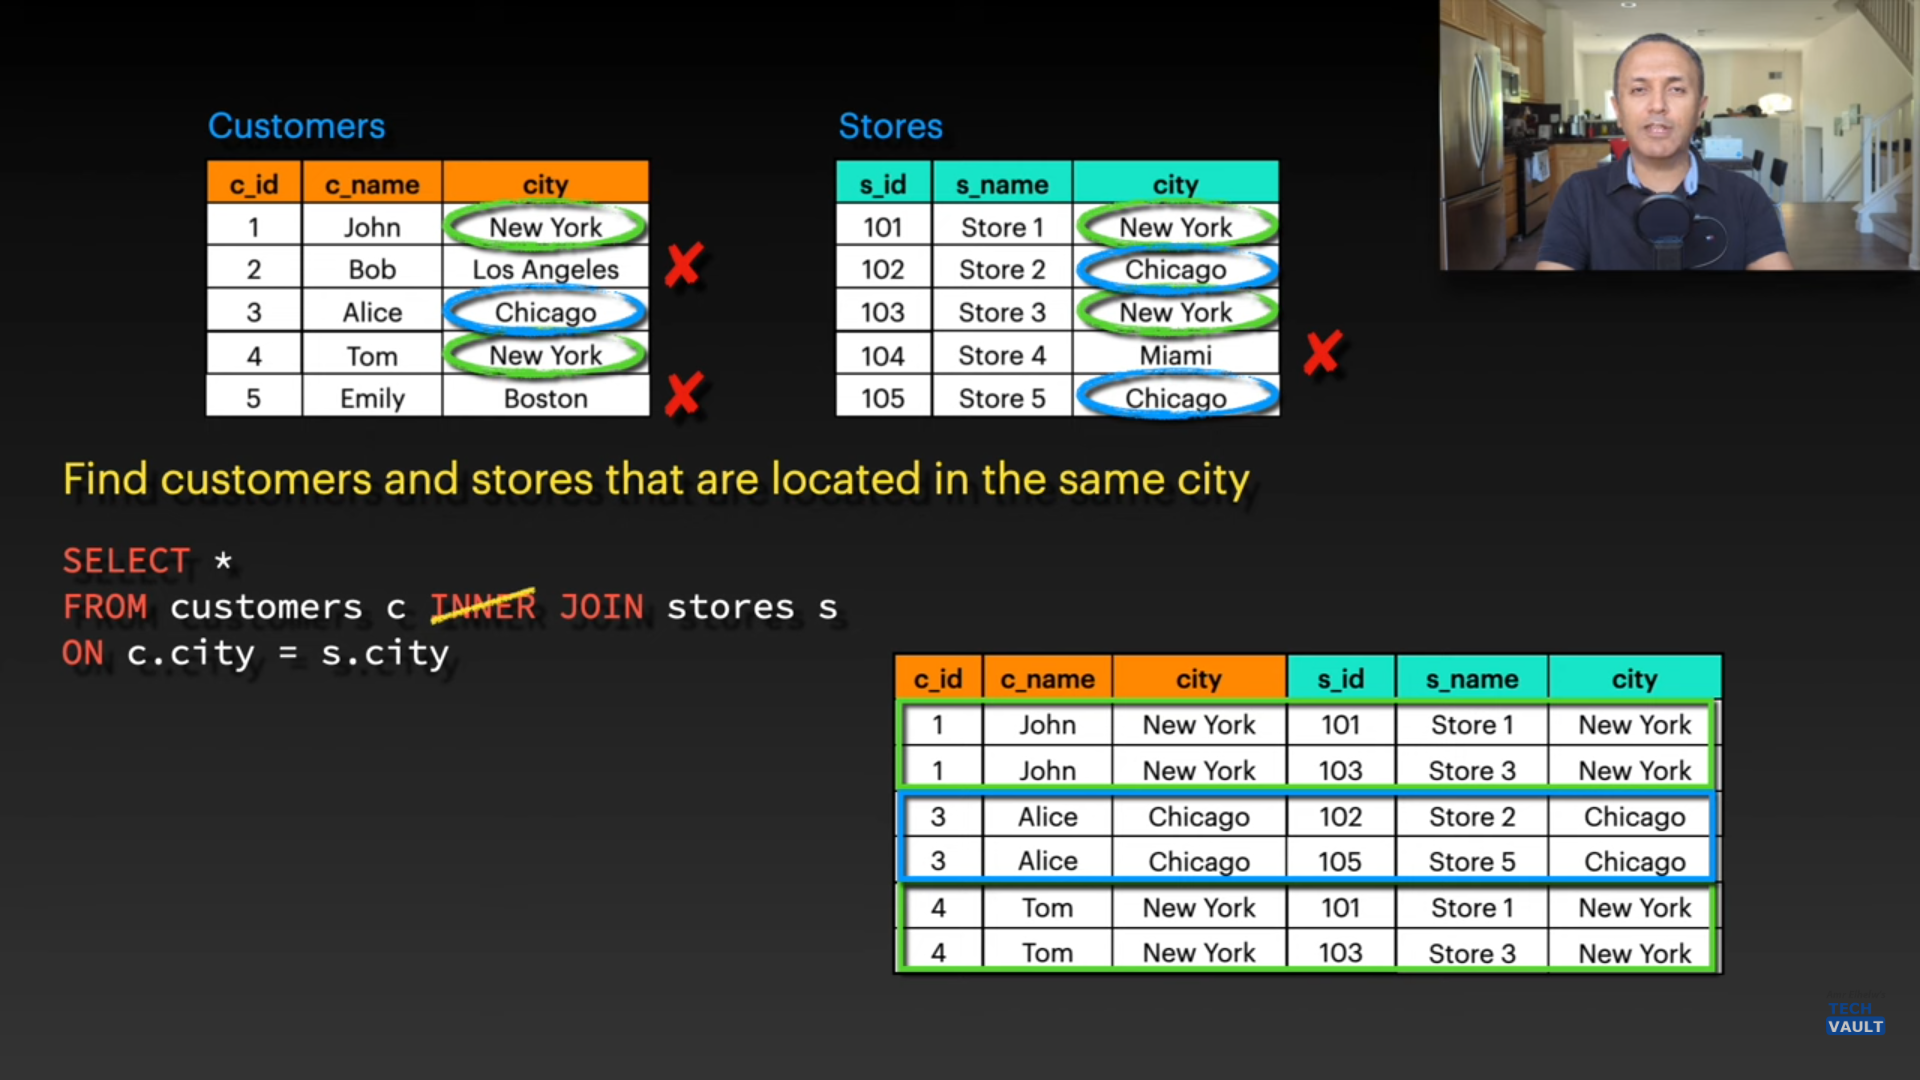 Customers
c_id c_name city
1 John New York
2 Bob Los Angeles
3 Alice Chicago
4 Tom New York
5 Emily Boston
Stores
s_id s_name city
101 Store 1 New York
102 Store 2 Chicago
103 Store 3 New York
104 Store 4 Miami
105 Store 5 Chicago
Find customers and stores that are located in the same city
SELECT *
FROM customers c INNER JOIN stores s
ON c.city = s.city
c_id c_name city s_id s_name city
1 John New York 101 Store 1 New York
1 John New York 103 Store 3 New York
3 Alice Chicago 102 Store 2 Chicago
3 Alice Chicago 105 Store 5 Chicago
4 Tom New York 101 Store 1 New York
4 Tom New York 103 Store 3 New York
TECH
VAULT